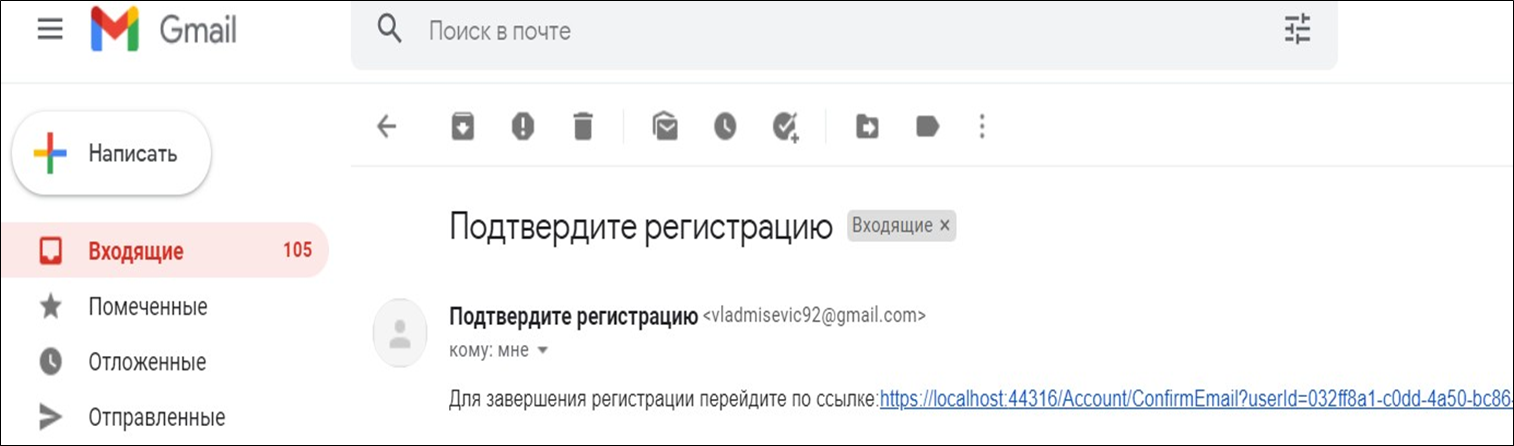 Gmail
Поиск в почте
Написать
Подтвердите регистрацию Входящие ×
Входящие 105
Помеченные
Подтвердите регистрацию <vladmisevic92@gmail.com>
кому: мне
Отложенные
Для завершения регистрации перейдите по ссылке:https://localhost:44316/Account/ConfirmEmail?userId=032ff8a1-c0dd-4a50-bc86-
Отправленные